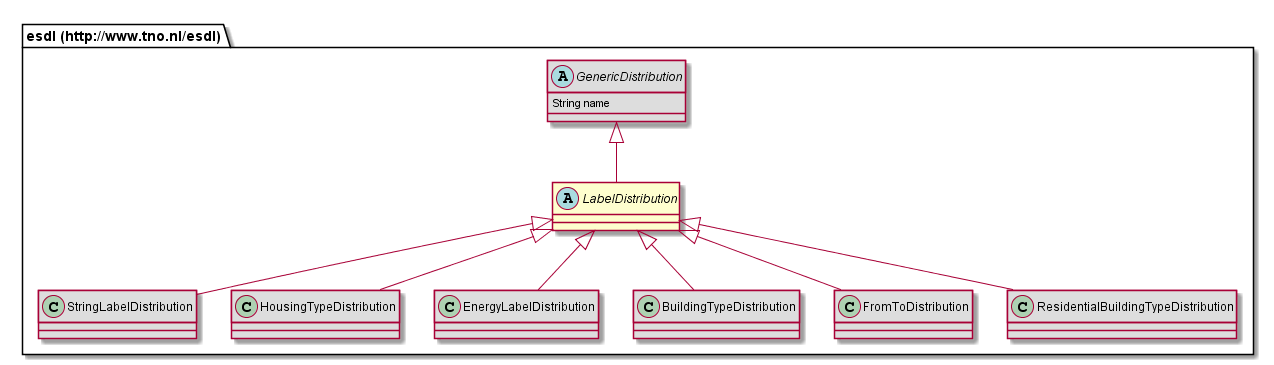 esdl (http://www.tno.nl/esdl)
A GenericDistribution
String name
A LabelDistribution
C StringLabelDistribution
C HousingTypeDistribution
C EnergyLabelDistribution
C BuildingTypeDistribution
C FromToDistribution
C ResidentialBuildingTypeDistribution